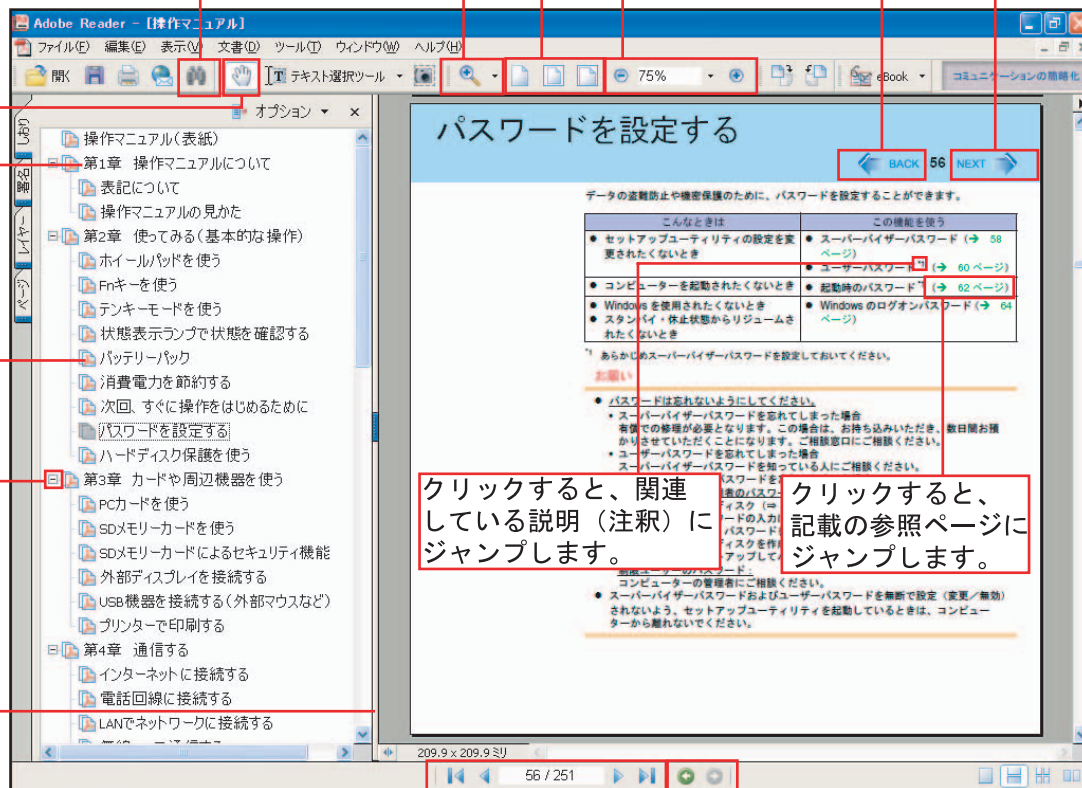 Adobe Reader - [操作マニュアル]
ファイル(F) 編集(E) 表示(V) 文書(D) ツール(T) ウィンドウ(W) ヘルプ(H)
開く テキスト選択ツール 75% eBook コミュニケーションの簡略化
しおり
オプション ×
操作マニュアル(表紙)
第1章 操作マニュアルについて
表記について
操作マニュアルの見かた
第2章 使ってみる(基本的な操作)
ホイールパッドを使う
Fnキーを使う
テンキーモードを使う
状態表示ランプで状態を確認する
バッテリーパック
消費電力を節約する
次回、すぐに操作をはじめるために
パスワードを設定する
ハードディスク保護を使う
第3章 カードや周辺機器を使う
PCカードを使う
SDメモリーカードを使う
SDメモリーカードによるセキュリティ機能
外部ディスプレイを接続する
USB機器を接続する(外部マウスなど)
プリンターで印刷する
第4章 通信する
インターネットに接続する
電話回線に接続する
LANでネットワークに接続する
パスワードを設定する
BACK 56 NEXT
データの盗難防止や機密保護のために、パスワードを設定することができます。
こんなときは この機能を使う
● セットアップユーティリティの設定を変更されたくないとき
● スーパーバイザーパスワード (→ 58 ページ)
● ユーザーパスワード*1 (→ 60 ページ)
● コンピューターを起動されたくないとき
● 起動時のパスワード*1 (→ 62 ページ)
● Windows を使用されたくないとき
● スタンバイ・休止状態からリジュームされたくないとき
● Windows のログオンパスワード (→ 64 ページ)
*1 あらかじめスーパーバイザーパスワードを設定しておいてください。
お願い
● パスワードは忘れないようにしてください。
• スーパーバイザーパスワードを忘れてしまった場合
有償での修理が必要となります。この場合は、お持ち込みいただき、数日間お預
かりさせていただくことになります。ご相談窓口にご相談ください。
• ユーザーパスワードを忘れてしまった場合
スーパーバイザーパスワードを知っている人にご相談ください。
クリックすると、関連
している説明(注釈)に
ジャンプします。
クリックすると、
記載の参照ページに
ジャンプします。
制限ユーザーのパスワード:
コンピューターの管理者にご相談ください。
● スーパーバイザーパスワードおよびユーザーパスワードを無断で設定(変更/無効)
されないよう、セットアップユーティリティを起動しているときは、コンピュー
ターから離れないでください。
209.9 x 209.9 ミリ
56 / 251